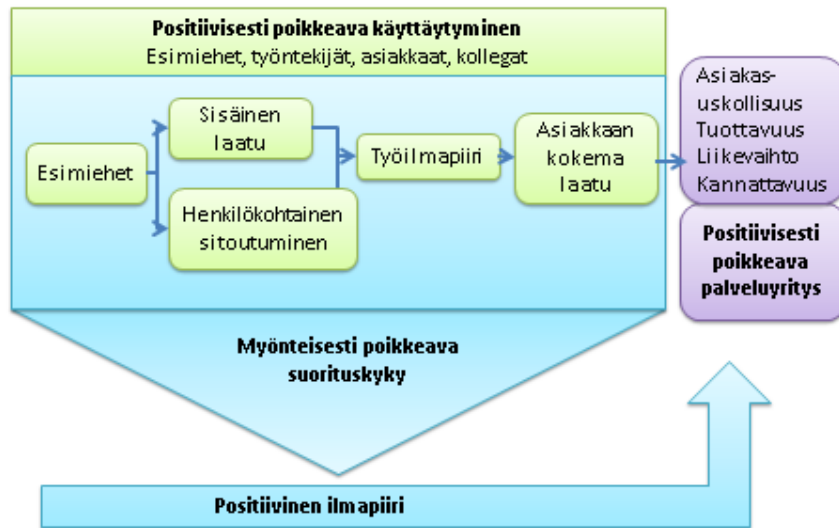 Positiivisesti poikkeava käyttäytyminen
Esimiehet, työntekijät, asiakkaat, kollegat
Esimiehet
Sisäinen
laatu
Henkilökohtainen
sitoutuminen
Työilmapiiri
Asiakkaan
kokema
laatu
Asiakas-
uskollisuus
Tuottavuus
Liikevaihto
Kannattavuus
Positiivisesti
poikkeava
palveluyritys
Myönteisesti poikkeava
suorituskyky
Positiivinen ilmapiiri